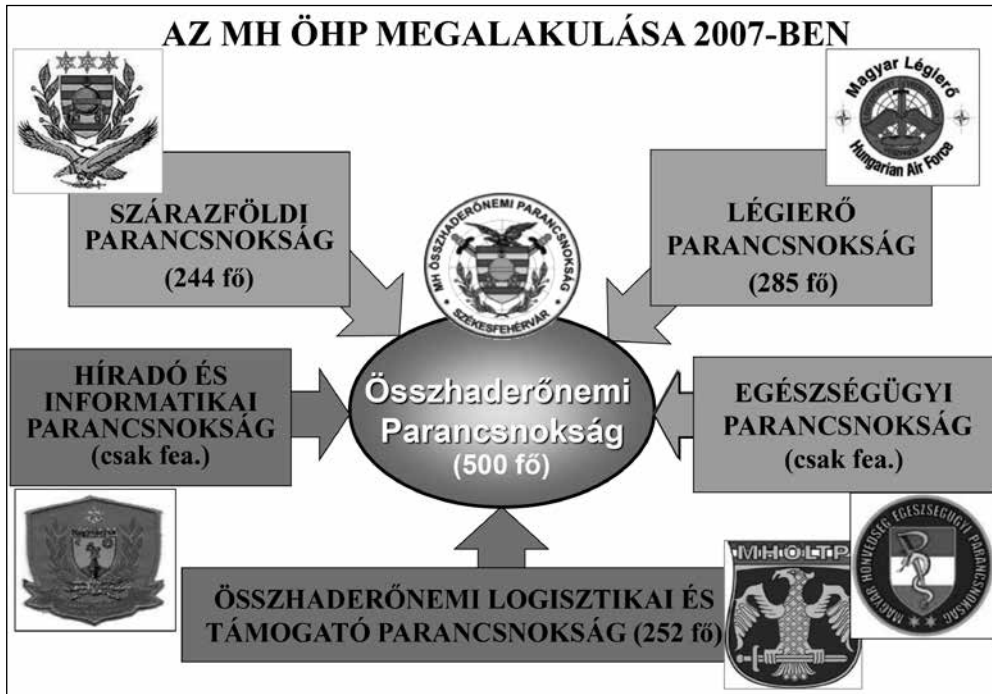 AZ MH ÖHP MEGALAKULÁSA 2007-BEN
Magyar Légierő
Hungarian Air Force
SZÁRAZFÖLDI
PARANCSNOKSÁG
(244 fő)
MH ÖSSZHADERŐNEMI PARANCSNOKSÁG
SZÉKESFEHÉRVÁR
LÉGIERŐ
PARANCSNOKSÁG
(285 fő)
HÍRADÓ ÉS
INFORMATIKAI
PARANCSNOKSÁG
(csak fea.)
Összhaderőnemi
Parancsnokság
(500 fő)
EGÉSZSÉGÜGYI
PARANCSNOKSÁG
(csak fea.)
MHÖLTP
MAGYAR HONVÉDSÉG EGÉSZSÉGÜGYI PARANCSNOKSÁG
ÖSSZHADERŐNEMI LOGISZTIKAI ÉS
TÁMOGATÓ PARANCSNOKSÁG (252 fő)